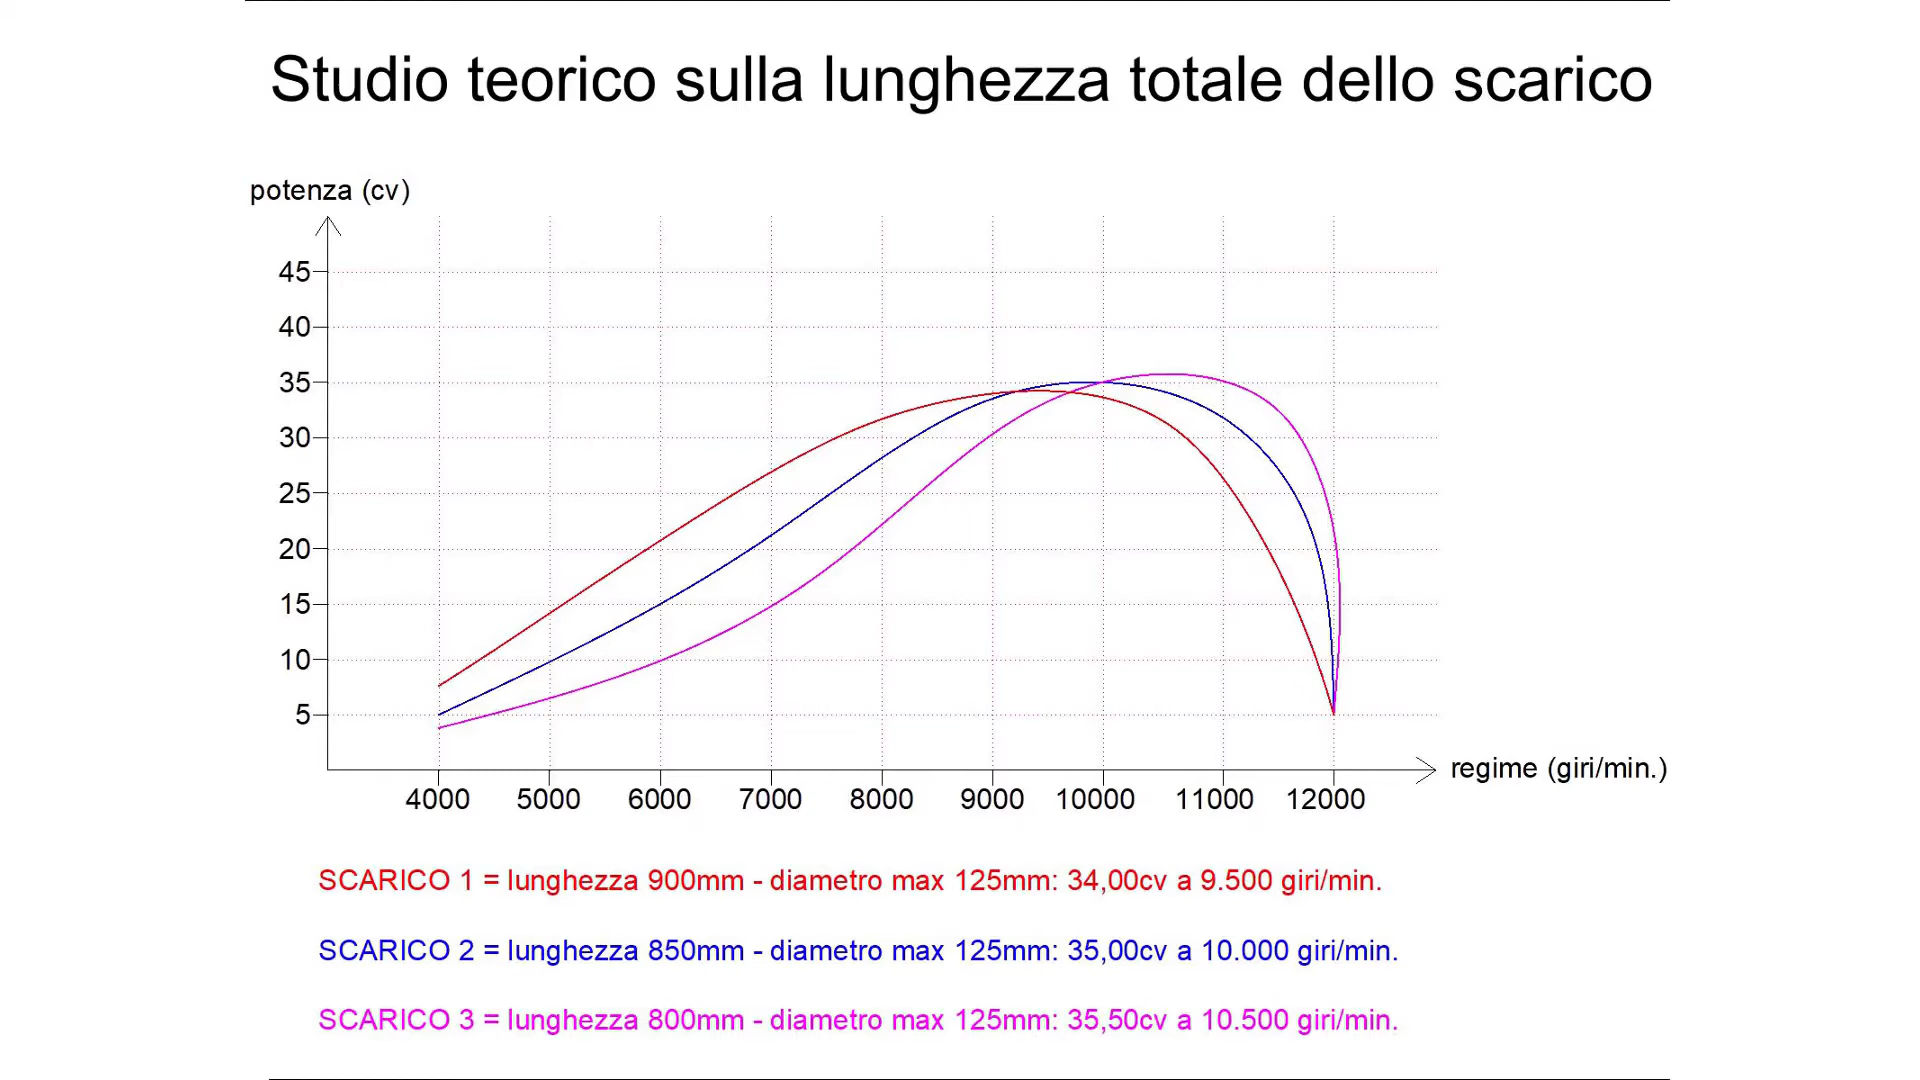 Studio teorico sulla lunghezza totale dello scarico
potenza (cv)
45
40
35
30
25
20
15
10
5
regime (giri/min.)
4000 5000 6000 7000 8000 9000 10000 11000 12000
SCARICO 1 = lunghezza 900mm - diametro max 125mm: 34,00cv a 9.500 giri/min.
SCARICO 2 = lunghezza 850mm - diametro max 125mm: 35,00cv a 10.000 giri/min.
SCARICO 3 = lunghezza 800mm - diametro max 125mm: 35,50cv a 10.500 giri/min.